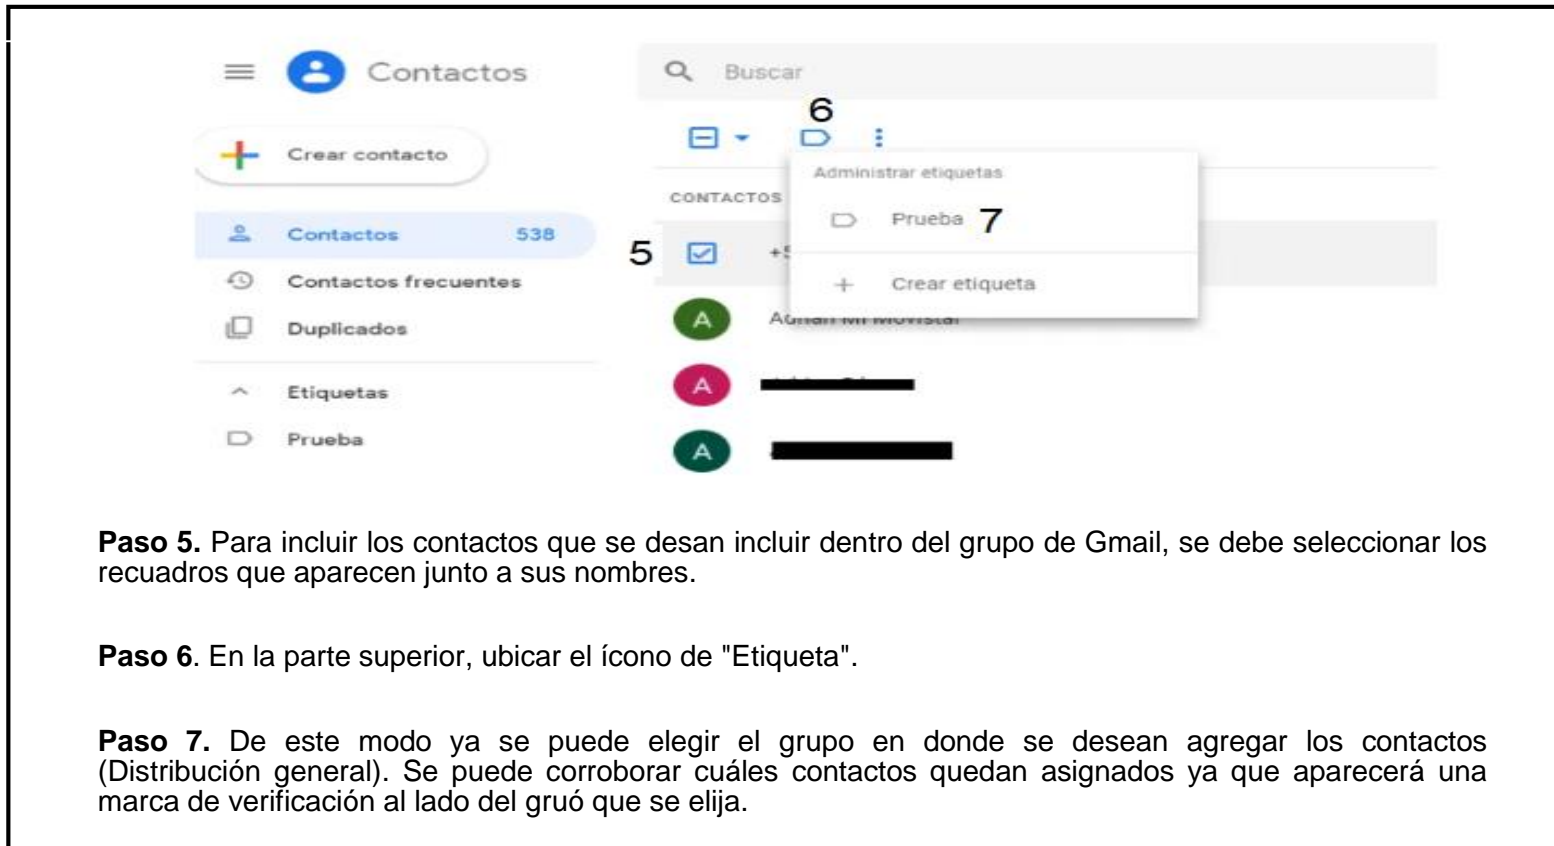 Contactos
Buscar
6
Crear contacto
Administrar etiquetas
CONTACTOS
Prueba 7
Contactos 538
5
Contactos frecuentes
Crear etiqueta
Duplicados
A
Adrian Mi Movistar
Etiquetas
A
Prueba
A
Paso 5. Para incluir los contactos que se desan incluir dentro del grupo de Gmail, se debe seleccionar los
recuadros que aparecen junto a sus nombres.
Paso 6. En la parte superior, ubicar el ícono de "Etiqueta".
Paso 7. De este modo ya se puede elegir el grupo en donde se desean agregar los contactos
(Distribución general). Se puede corroborar cuáles contactos quedan asignados ya que aparecerá una
marca de verificación al lado del gruó que se elija.